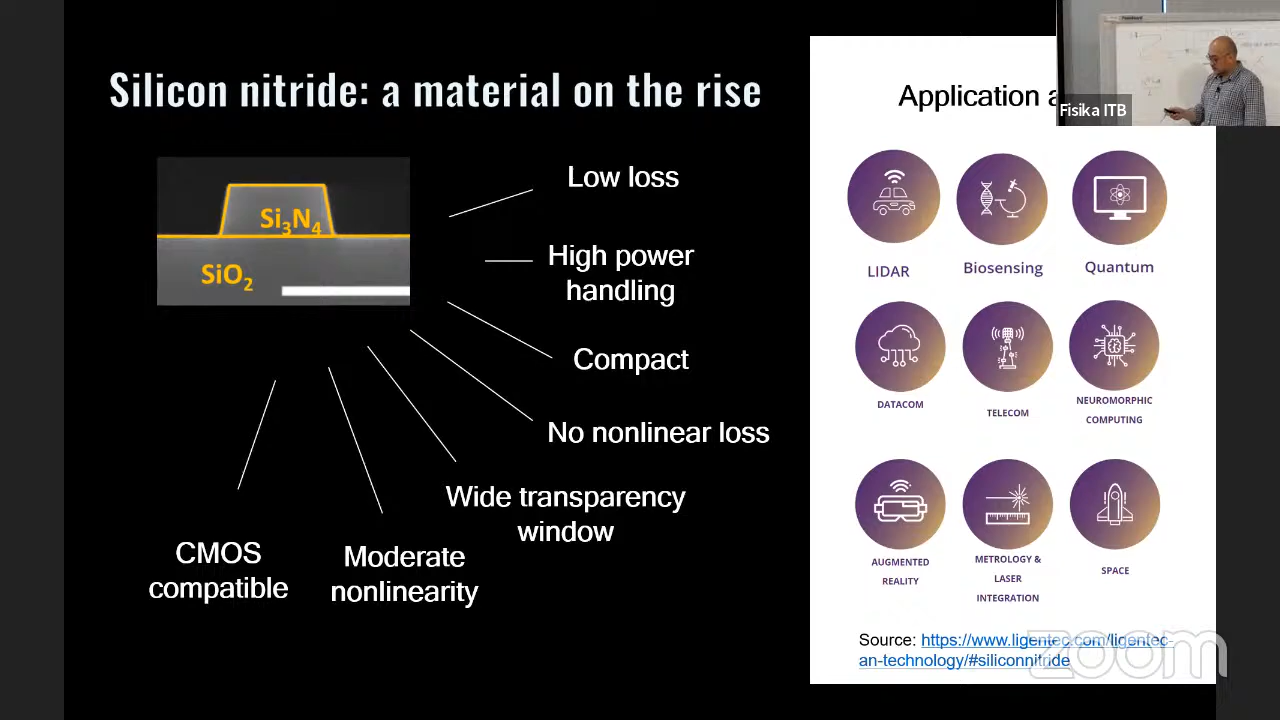 Silicon nitride: a material on the rise
Si3N4
SiO2
Low loss
High power
handling
Compact
No nonlinear loss
Wide transparency
window
Moderate
nonlinearity
CMOS
compatible
Application a
Fisika ITB
LIDAR
Biosensing
Quantum
DATACOM
TELECOM
NEUROMORPHIC
COMPUTING
AUGMENTED
REALITY
METROLOGY &
LASER
INTEGRATION
SPACE
Source: https://www.ligentec.com/ligentec-
an-technology/#siliconnitride
zoom